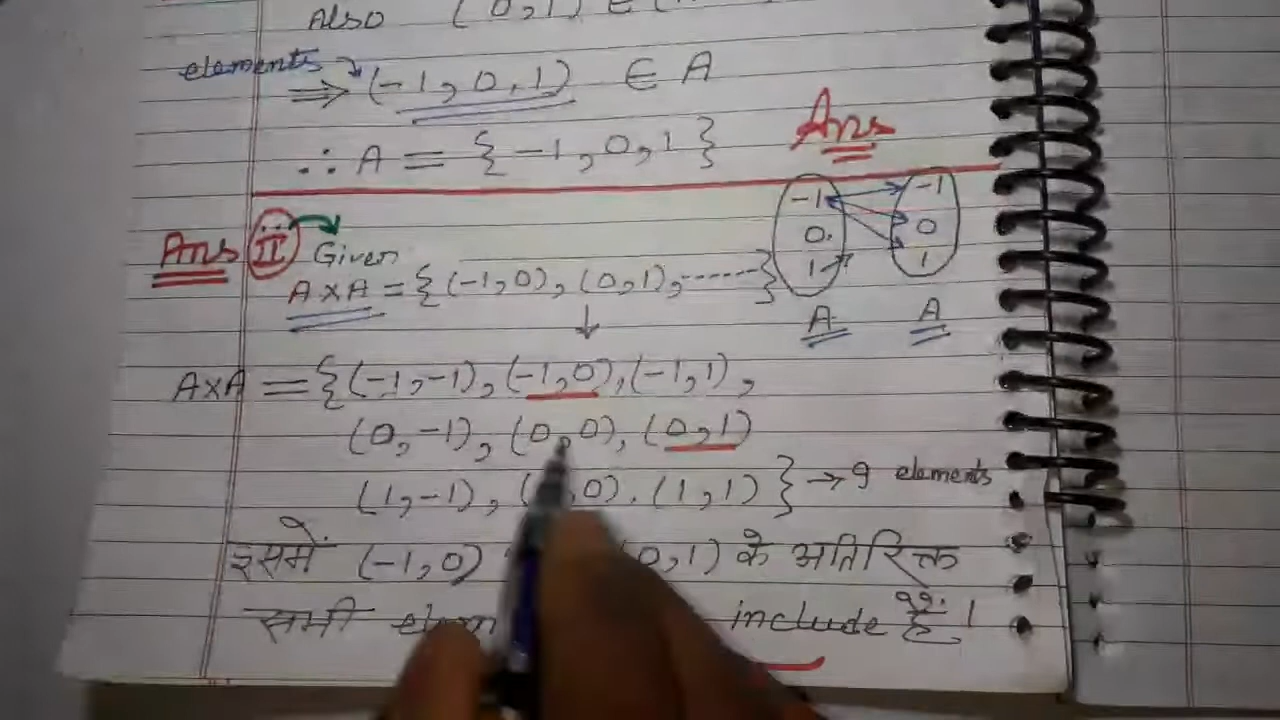 Also (0,1) ∈
elements
⇒ (-1, 0, 1) ∈ A
∴ A = {-1, 0, 1} Ans
Ans II Given
A×A = {(-1,0), (0,1), ------}
-1 -1
0 0
1 1
A A
A×A = {(-1,-1), (-1,0), (-1,1),
(0,-1), (0,0), (0,1)
(1,-1), ( ,0), (1,1)} → 9 elements
इसमें (-1,0) 0,1) के अतिरिक्त
सभी include है।